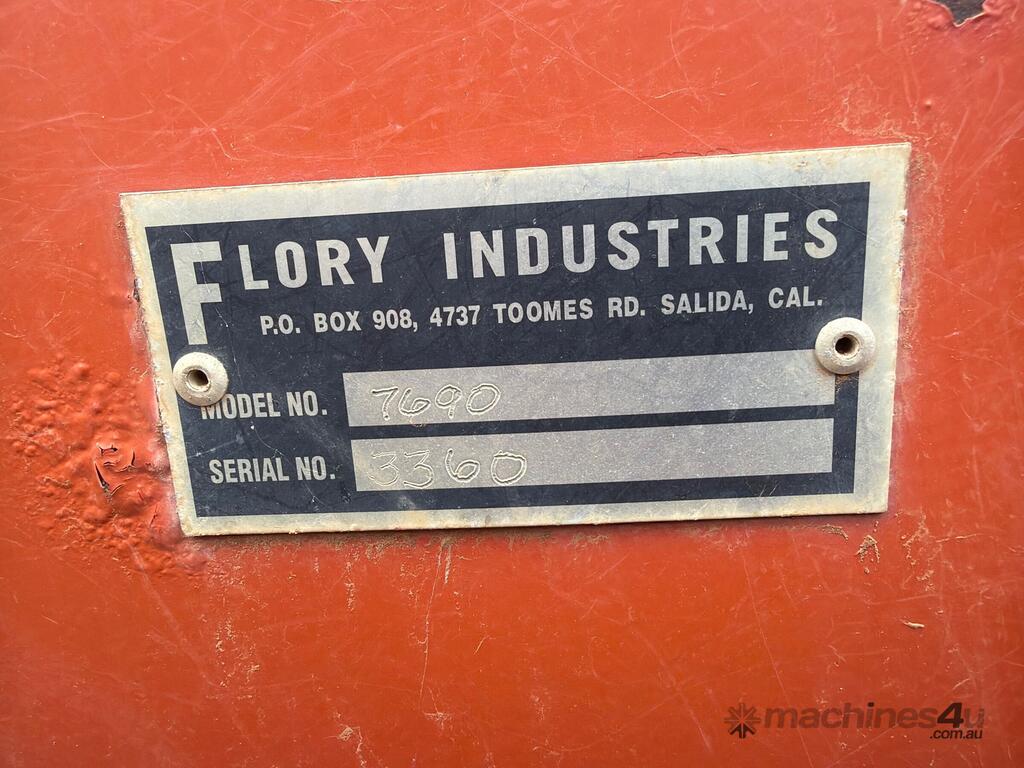 FLORY INDUSTRIES
P.O. BOX 908, 4737 TOOMES RD. SALIDA, CAL.
MODEL NO. 7690
SERIAL NO. 3360
machines4u
.com.au